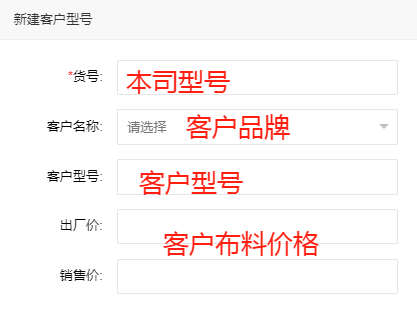 新建客户型号
*货号: 本司型号
客户名称: 请选择 客户品牌
客户型号: 客户型号
出厂价:
客户布料价格
销售价: